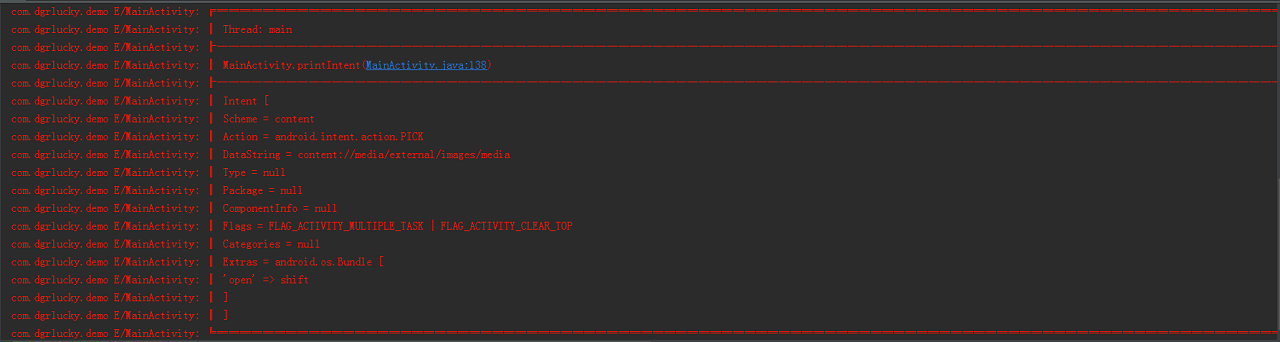 com.dgrlucky.demo E/MainActivity: ╔════════════════════════════════════════
com.dgrlucky.demo E/MainActivity: ║ Thread: main
com.dgrlucky.demo E/MainActivity: ╟────────────────────────────────────────
com.dgrlucky.demo E/MainActivity: ║ MainActivity.printIntent(MainActivity.java:138)
com.dgrlucky.demo E/MainActivity: ╟────────────────────────────────────────
com.dgrlucky.demo E/MainActivity: ║ Intent [
com.dgrlucky.demo E/MainActivity: ║ Scheme = content
com.dgrlucky.demo E/MainActivity: ║ Action = android.intent.action.PICK
com.dgrlucky.demo E/MainActivity: ║ DataString = content://media/external/images/media
com.dgrlucky.demo E/MainActivity: ║ Type = null
com.dgrlucky.demo E/MainActivity: ║ Package = null
com.dgrlucky.demo E/MainActivity: ║ ComponentInfo = null
com.dgrlucky.demo E/MainActivity: ║ Flags = FLAG_ACTIVITY_MULTIPLE_TASK | FLAG_ACTIVITY_CLEAR_TOP
com.dgrlucky.demo E/MainActivity: ║ Categories = null
com.dgrlucky.demo E/MainActivity: ║ Extras = android.os.Bundle [
com.dgrlucky.demo E/MainActivity: ║ 'open' => shift
com.dgrlucky.demo E/MainActivity: ║ ]
com.dgrlucky.demo E/MainActivity: ║ ]
com.dgrlucky.demo E/MainActivity: ╚════════════════════════════════════════